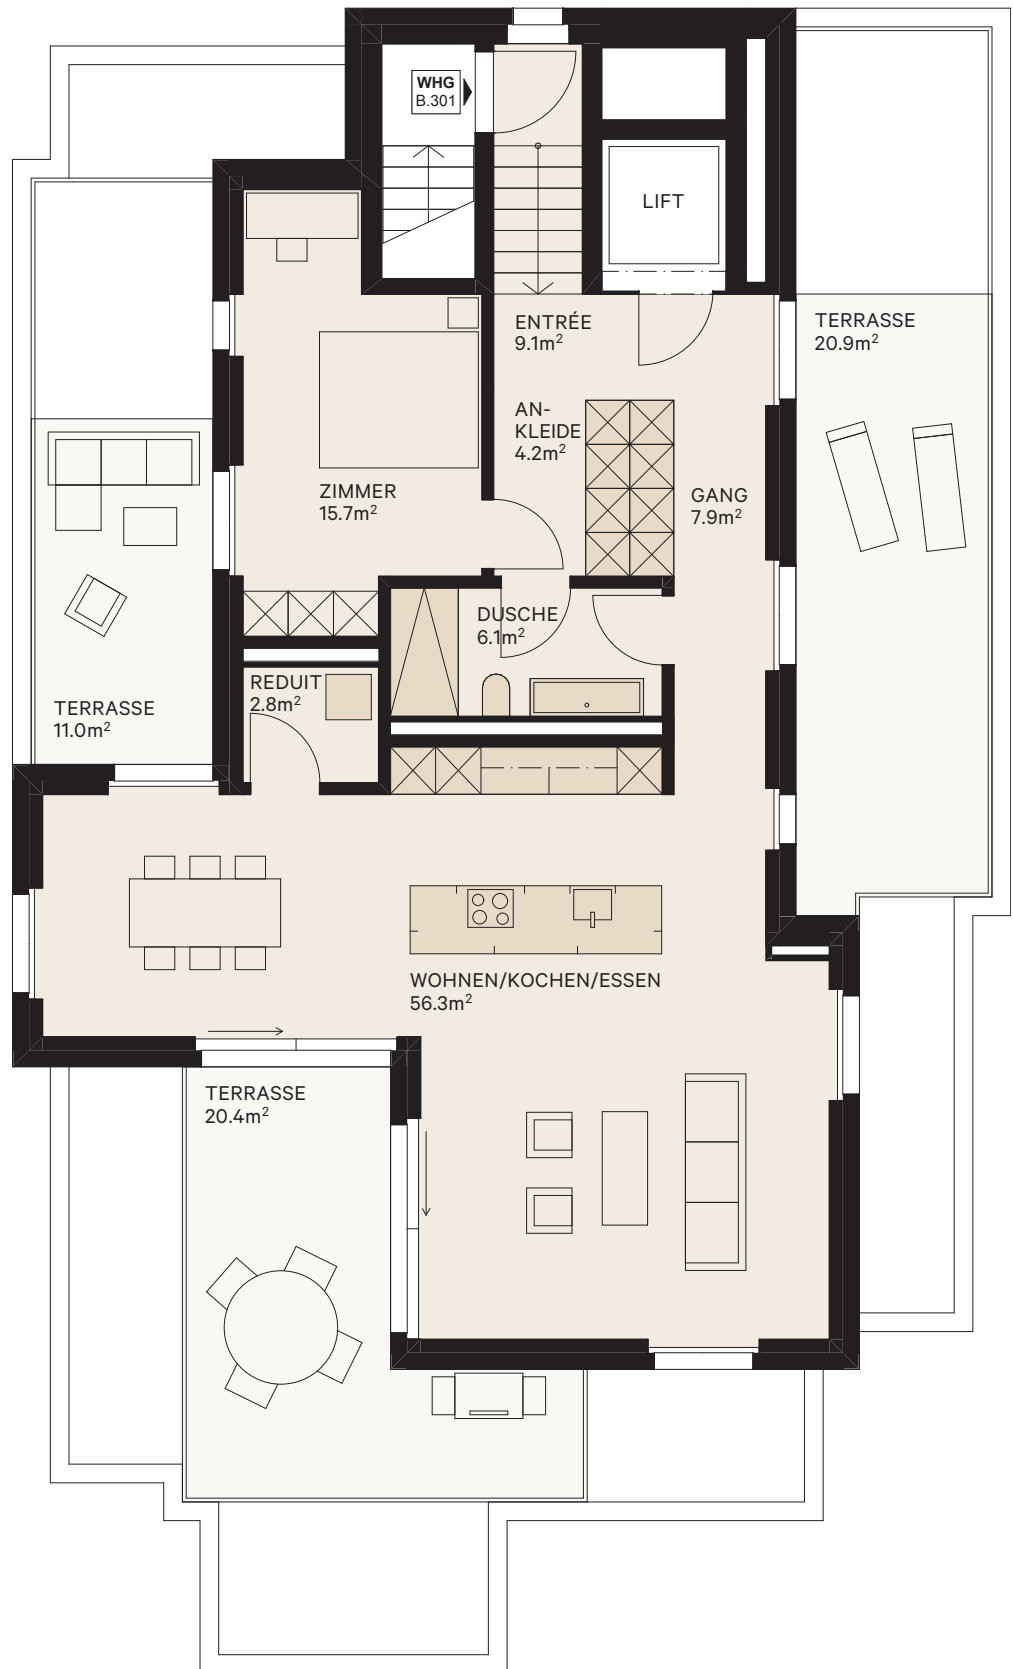 WHG
B.301
LIFT
ENTRÉE
9.1m²
TERRASSE
20.9m²
AN-
KLEIDE
4.2m²
ZIMMER
15.7m²
GANG
7.9m²
DUSCHE
6.1m²
REDUIT
2.8m²
TERRASSE
11.0m²
WOHNEN/KOCHEN/ESSEN
56.3m²
TERRASSE
20.4m²